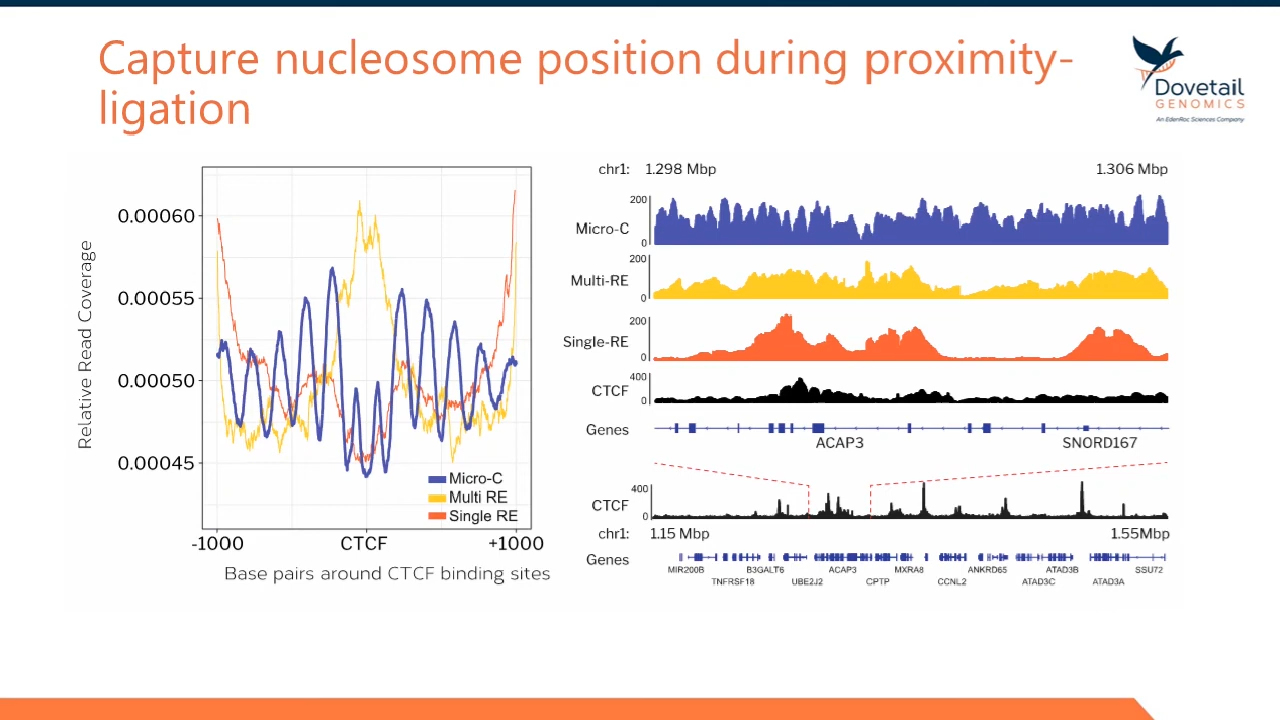 Capture nucleosome position during proximity-
ligation
Dovetail
GENOMICS
An EdenRoc Sciences Company
Relative Read Coverage
0.00060
0.00055
0.00050
0.00045
Micro-C
Multi RE
Single RE
-1000
CTCF
+1000
Base pairs around CTCF binding sites
chr1: 1.298 Mbp 1.306 Mbp
200
Micro-C
0
200
Multi-RE
0
200
Single-RE
0
400
CTCF
0
Genes
ACAP3 SNORD167
400
CTCF
0
chr1: 1.15 Mbp 1.55Mbp
Genes
MIR200B B3GALT6 ACAP3 MXRA8 ANKRD65 ATAD3B SSU72
TNFRSF18 UBE2J2 CPTP CCNL2 ATAD3C ATAD3A